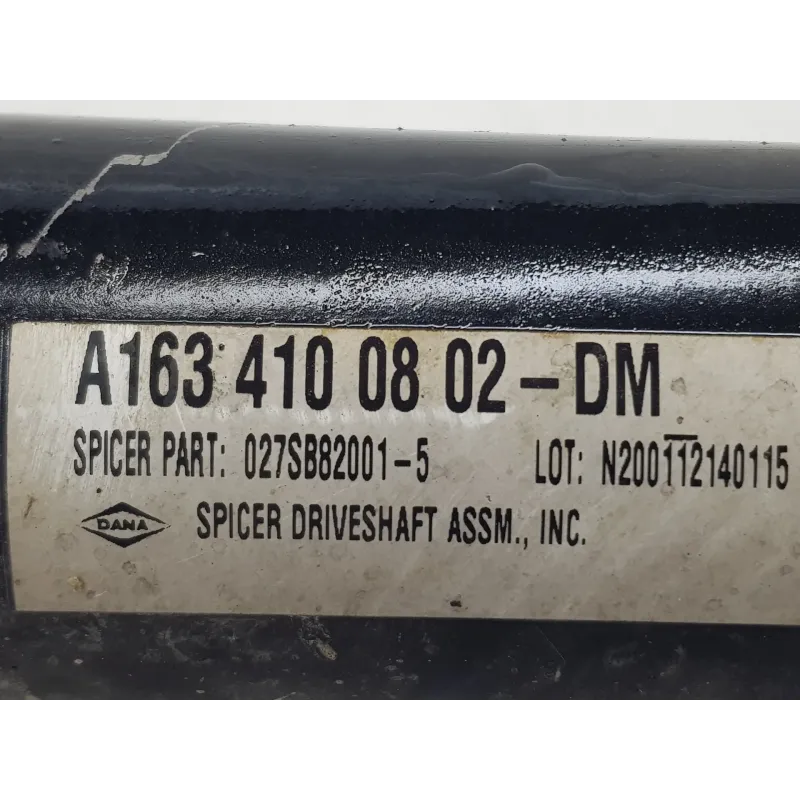 A163 410 08 02-DM
SPICER PART: 027SB82001-5 LOT: N200112140115
DANA SPICER DRIVESHAFT ASSM., INC.